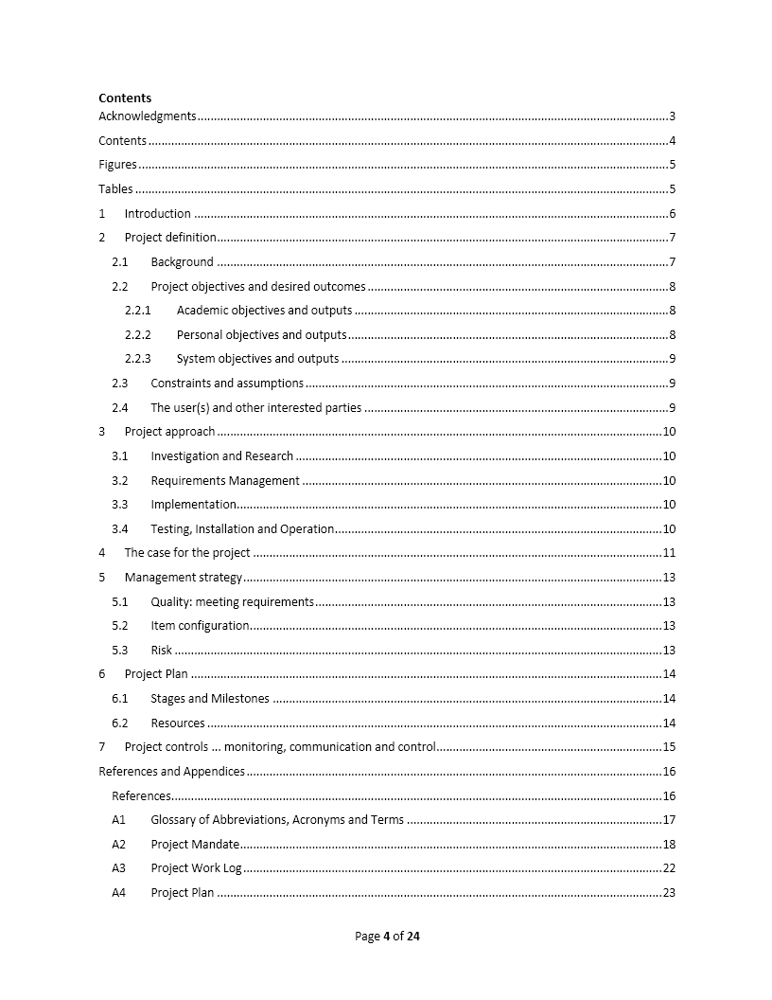 Contents
Acknowledgments 3
Contents 4
Figures 5
Tables 5
1 Introduction 6
2 Project definition 7
2.1 Background 7
2.2 Project objectives and desired outcomes 8
2.2.1 Academic objectives and outputs 8
2.2.2 Personal objectives and outputs 8
2.2.3 System objectives and outputs 9
2.3 Constraints and assumptions 9
2.4 The user(s) and other interested parties 9
3 Project approach 10
3.1 Investigation and Research 10
3.2 Requirements Management 10
3.3 Implementation 10
3.4 Testing, Installation and Operation 10
4 The case for the project 11
5 Management strategy 13
5.1 Quality: meeting requirements 13
5.2 Item configuration 13
5.3 Risk 13
6 Project Plan 14
6.1 Stages and Milestones 14
6.2 Resources 14
7 Project controls ... monitoring, communication and control 15
References and Appendices 16
References 16
A1 Glossary of Abbreviations, Acronyms and Terms 17
A2 Project Mandate 18
A3 Project Work Log 22
A4 Project Plan 23
Page 4 of 24